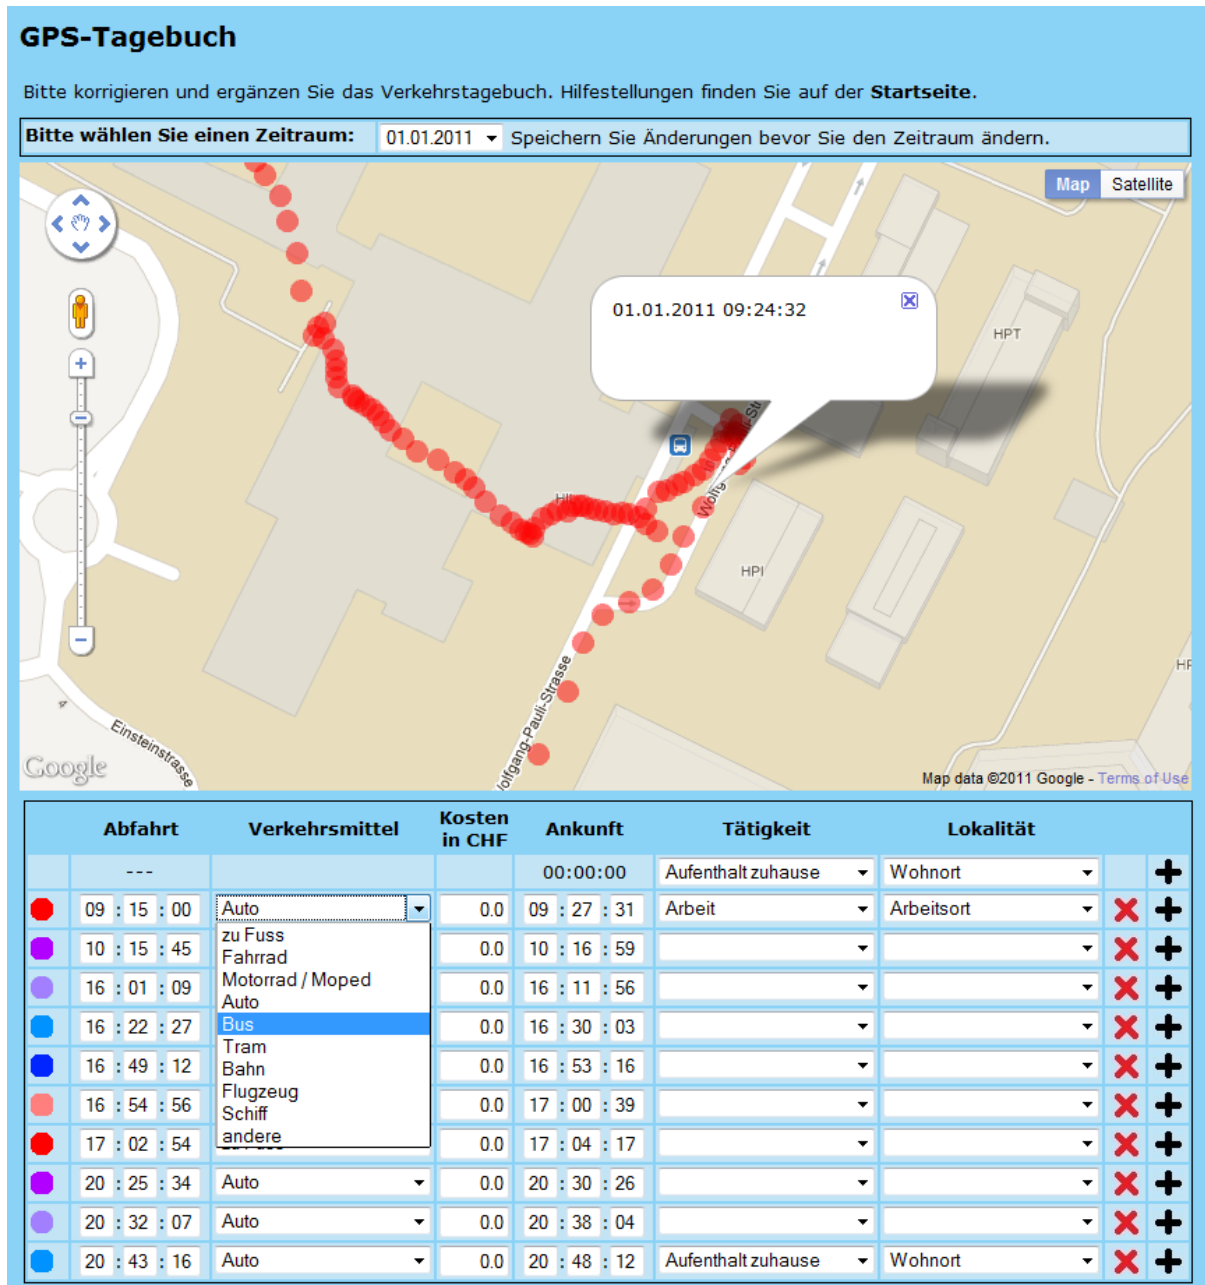 GPS-Tagebuch
Bitte korrigieren und ergänzen Sie das Verkehrstagebuch. Hilfestellungen finden Sie auf der Startseite.
Bitte wählen Sie einen Zeitraum: 01.01.2011 Speichern Sie Änderungen bevor Sie den Zeitraum ändern.
Map Satellite
01.01.2011 09:24:32
HPT
HPI
Wolfgang-Pauli-Strasse
4
Einsteinstrasse
Google
Map data ©2011 Google - Terms of Use
Abfahrt Verkehrsmittel Kosten in CHF Ankunft Tätigkeit Lokalität
--- 00:00:00 Aufenthalt zuhause Wohnort
09 : 15 : 00 Auto 0.0 09 : 27 : 31 Arbeit Arbeitsort
10 : 15 : 45 0.0 10 : 16 : 59
16 : 01 : 09 0.0 16 : 11 : 56
16 : 22 : 27 0.0 16 : 30 : 03
16 : 49 : 12 0.0 16 : 53 : 16
16 : 54 : 56 0.0 17 : 00 : 39
17 : 02 : 54 0.0 17 : 04 : 17
zu Fuss
Fahrrad
Motorrad / Moped
Auto
Bus
Tram
Bahn
Flugzeug
Schiff
andere
20 : 25 : 34 Auto 0.0 20 : 30 : 26
20 : 32 : 07 Auto 0.0 20 : 38 : 04
20 : 43 : 16 Auto 0.0 20 : 48 : 12 Aufenthalt zuhause Wohnort